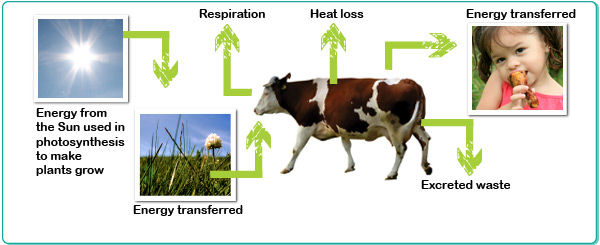 Respiration
Heat loss
Energy transferred
Energy from
the Sun used in
photosynthesis
to make
plants grow
Energy transferred
Excreted waste